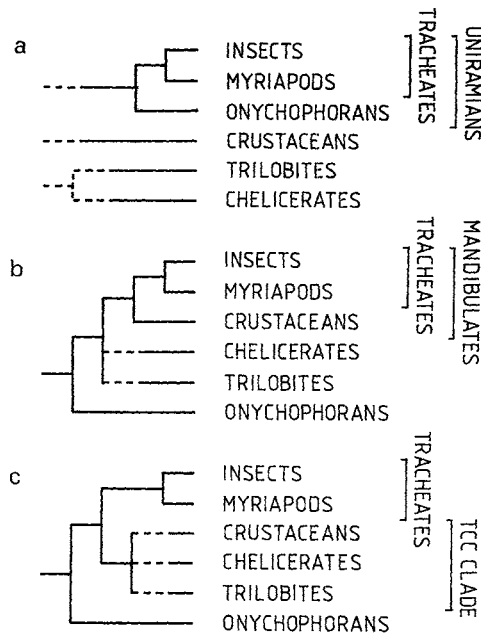 a
INSECTS
MYRIAPODS
ONYCHOPHORANS
CRUSTACEANS
TRILOBITES
CHELICERATES
TRACHEATES
UNIRAMIANS
b
INSECTS
MYRIAPODS
CRUSTACEANS
CHELICERATES
TRILOBITES
ONYCHOPHORANS
TRACHEATES
MANDIBULATES
c
INSECTS
MYRIAPODS
CRUSTACEANS
CHELICERATES
TRILOBITES
ONYCHOPHORANS
TRACHEATES
TCC CLADE